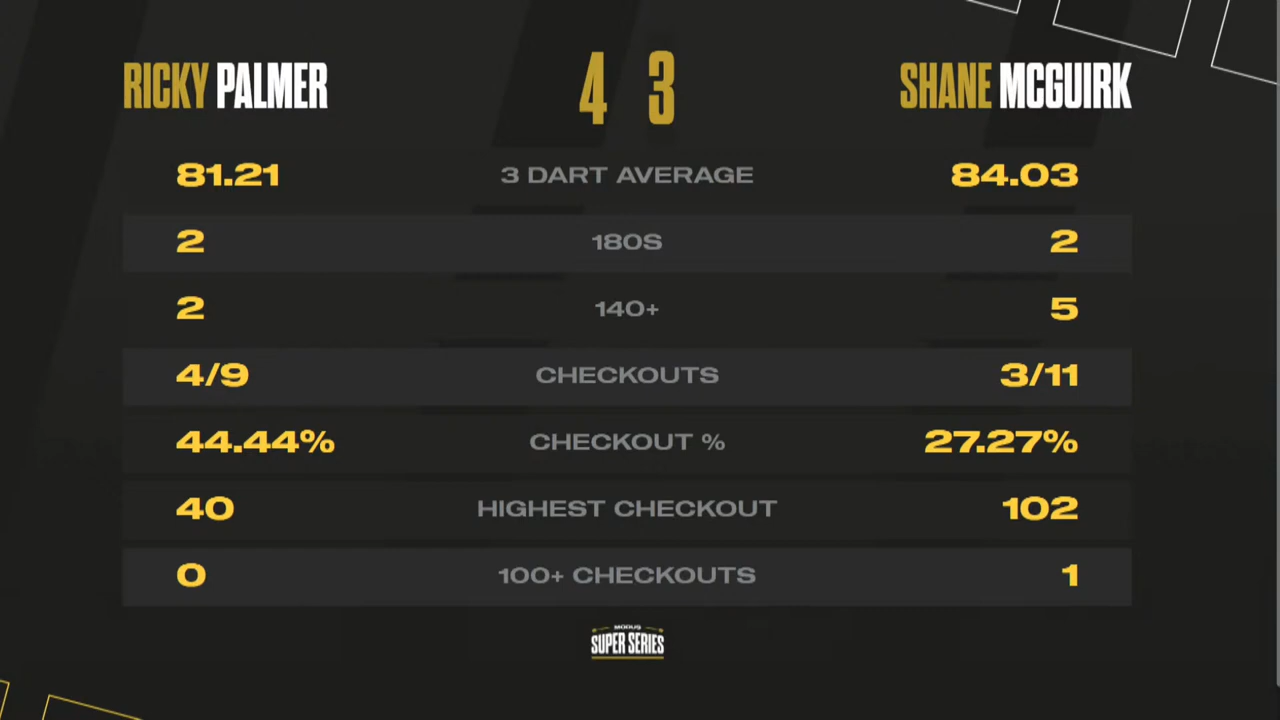 RICKY PALMER 4 3 SHANE MCGUIRK
81.21 3 DART AVERAGE 84.03
2 180S 2
2 140+ 5
4/9 CHECKOUTS 3/11
44.44% CHECKOUT % 27.27%
40 HIGHEST CHECKOUT 102
0 100+ CHECKOUTS 1
MODUS
SUPER SERIES